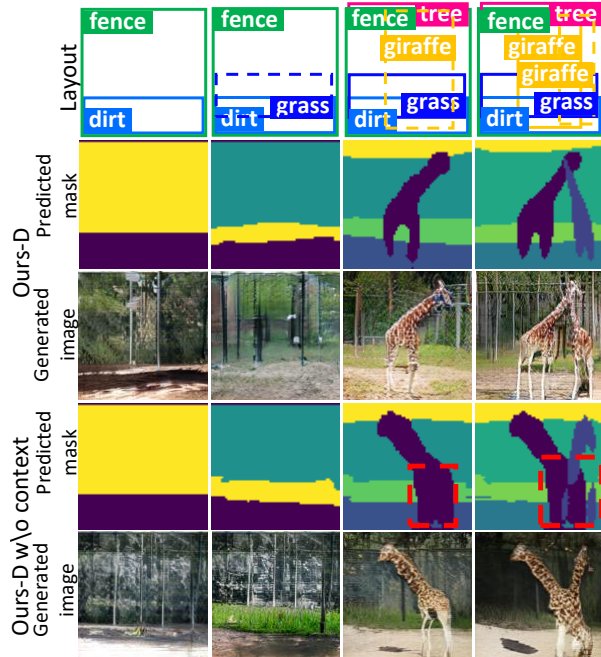 Layout
fence
dirt
fence
grass
dirt
fence
tree
giraffe
grass
dirt
fence
tree
giraffe
giraffe
grass
dirt
Ours-D
Predicted
mask
Generated
image
Ours-D w\o context
Predicted
mask
Generated
image